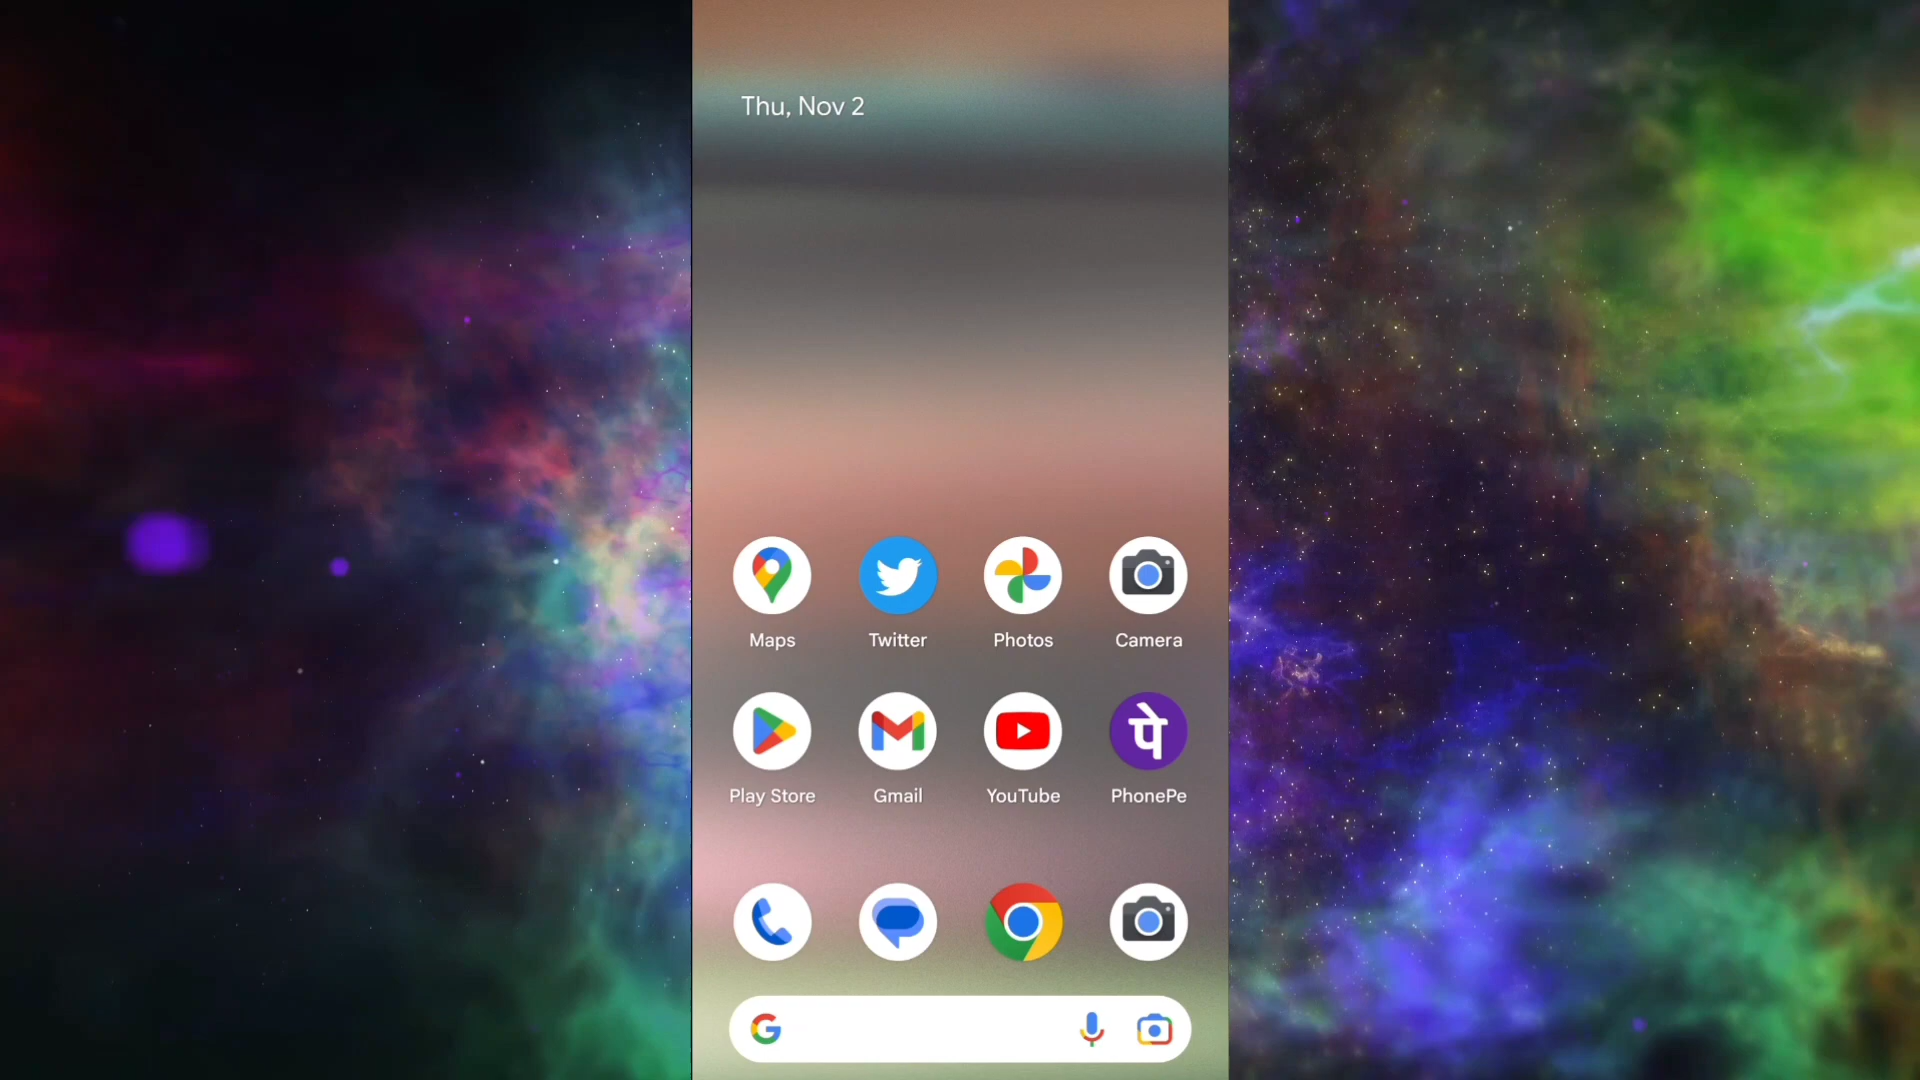 Thu, Nov 2
Maps
Twitter
Photos
Camera
पे
Play Store
Gmail
YouTube
PhonePe
G